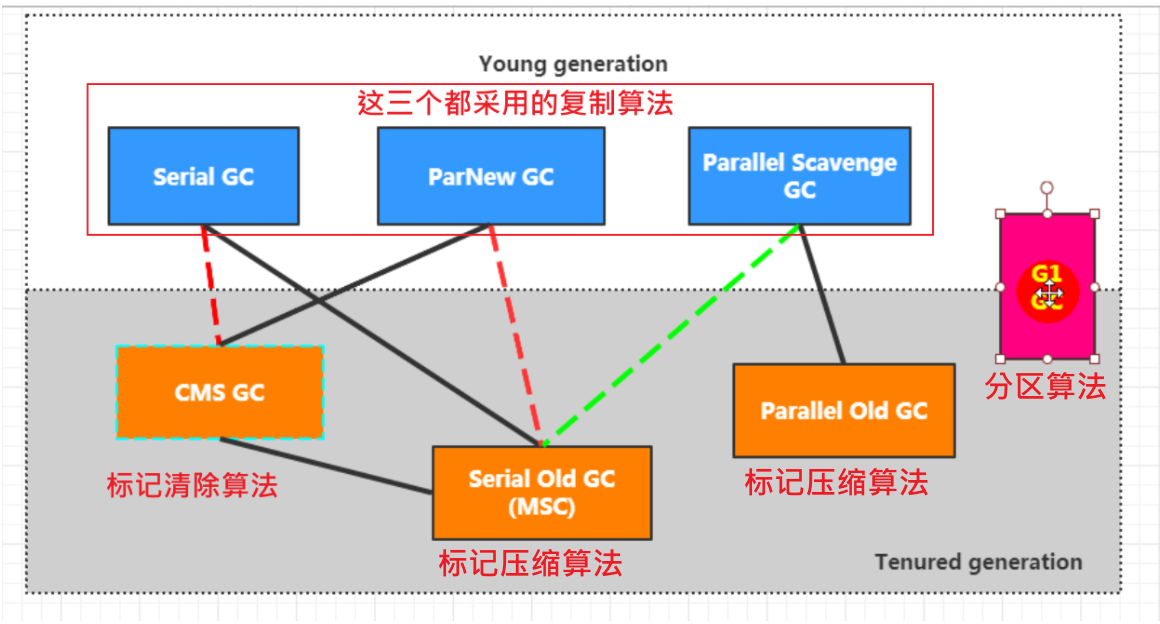 Young generation
这三个都采用的复制算法
Serial GC
ParNew GC
Parallel Scavenge
GC
G1
GC
CMS GC
Parallel Old GC
分区算法
标记清除算法
Serial Old GC
(MSC)
标记压缩算法
标记压缩算法
Tenured generation